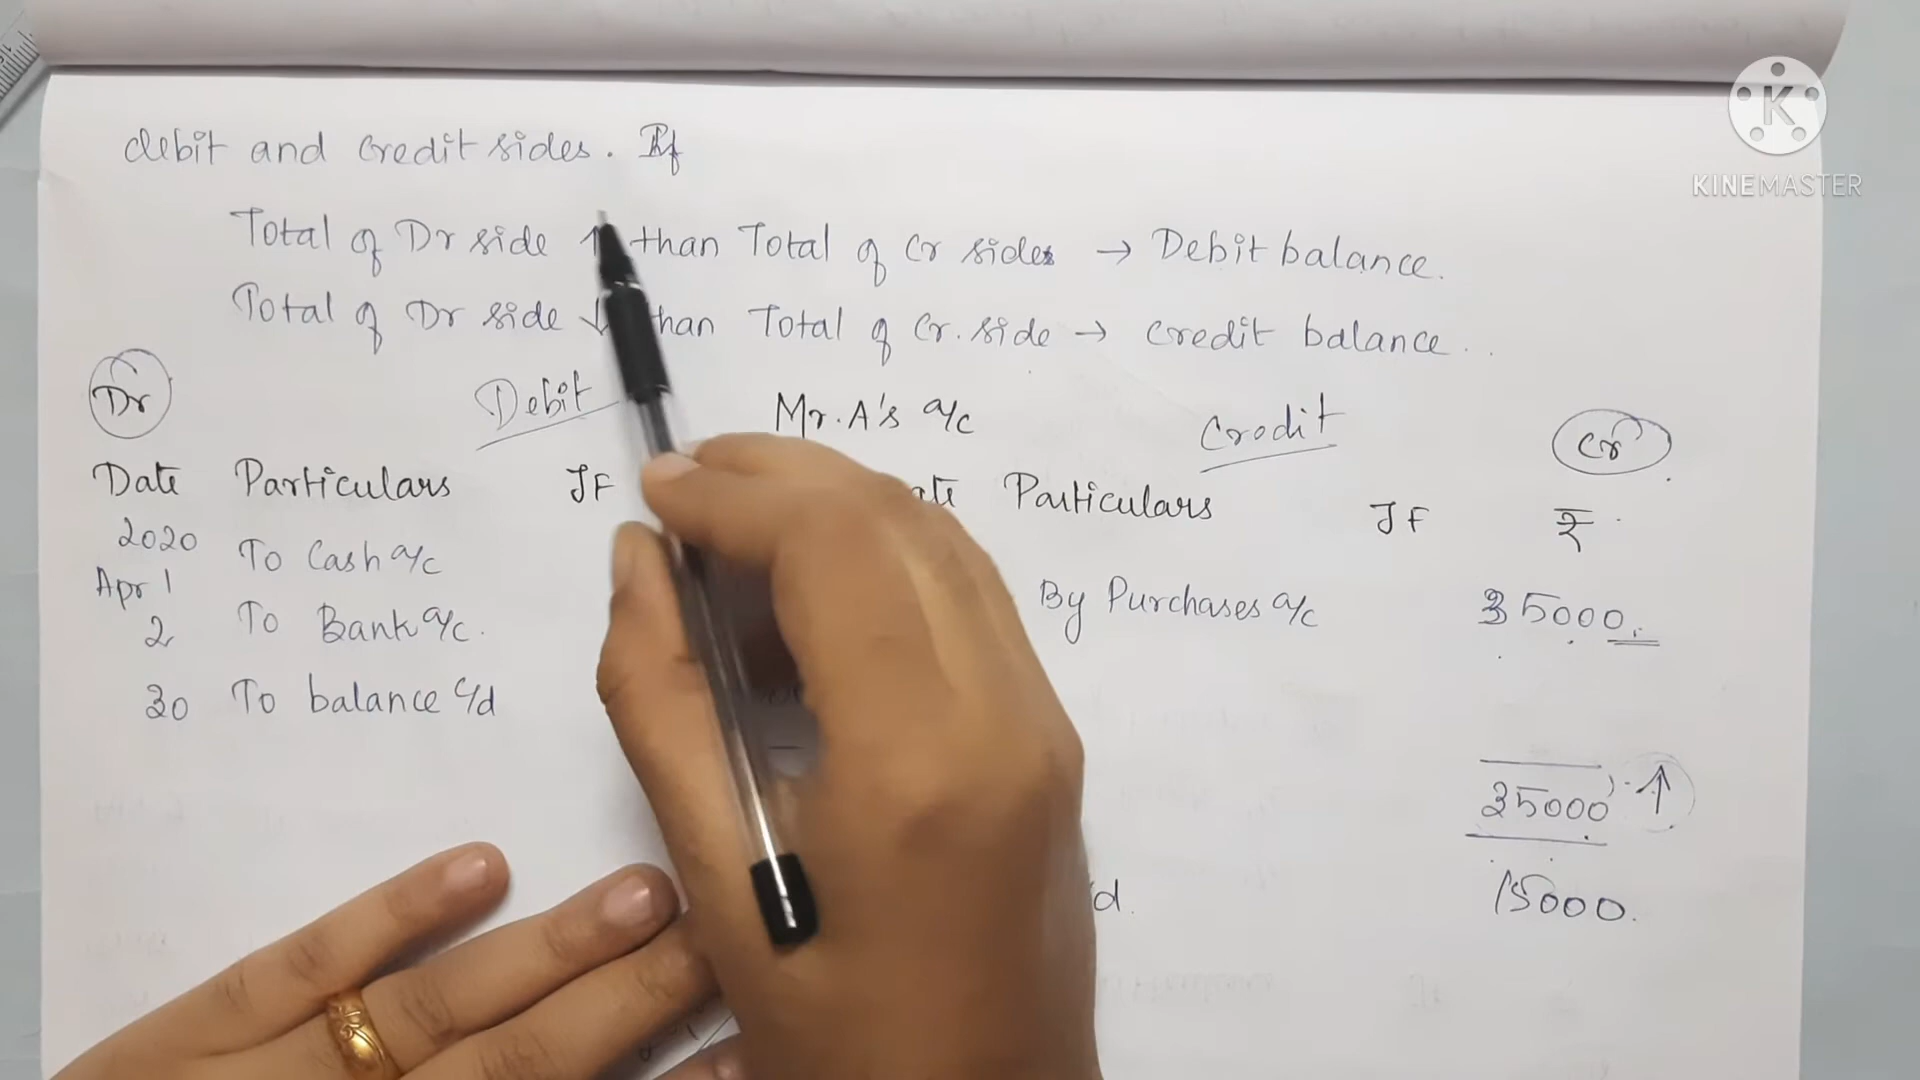 debit and credit sides. If
Total of Dr side ↑ than Total of Cr sides → Debit balance.
Total of Dr side ↓ than Total of Cr. side → credit balance..
Dr Debit Mr. A's a/c Credit Cr
Date Particulars JF Particulars JF ₹
2020 To Cash a/c
Apr 1 By Purchases a/c 35000.
2 To Bank a/c.
30 To balance c/d
35000 ↑
15000.
KINEMASTER